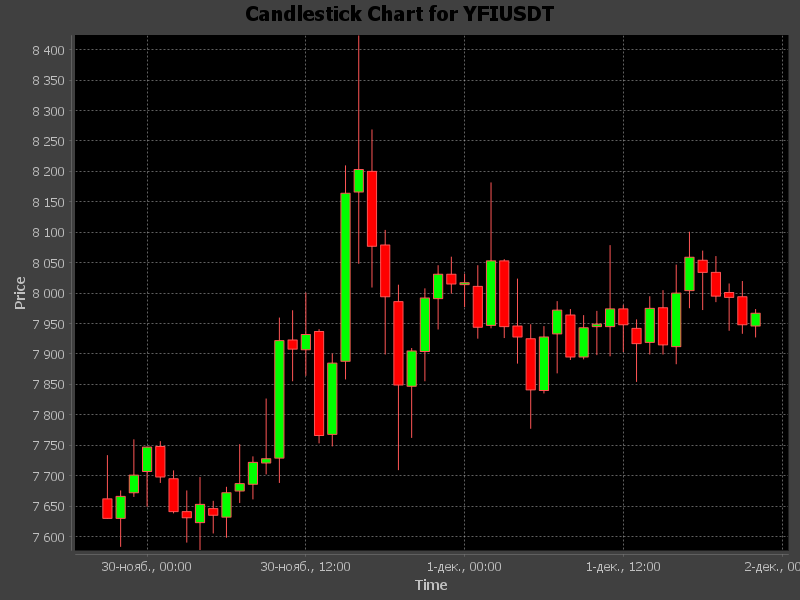 Candlestick Chart for YFIUSDT
8 400
8 350
8 300
8 250
8 200
8 150
8 100
8 050
8 000
7 950
7 900
7 850
7 800
7 750
7 700
7 650
7 600
Price
30-нояб., 00:00
30-нояб., 12:00
1-дек., 00:00
1-дек., 12:00
2-дек., 00
Time